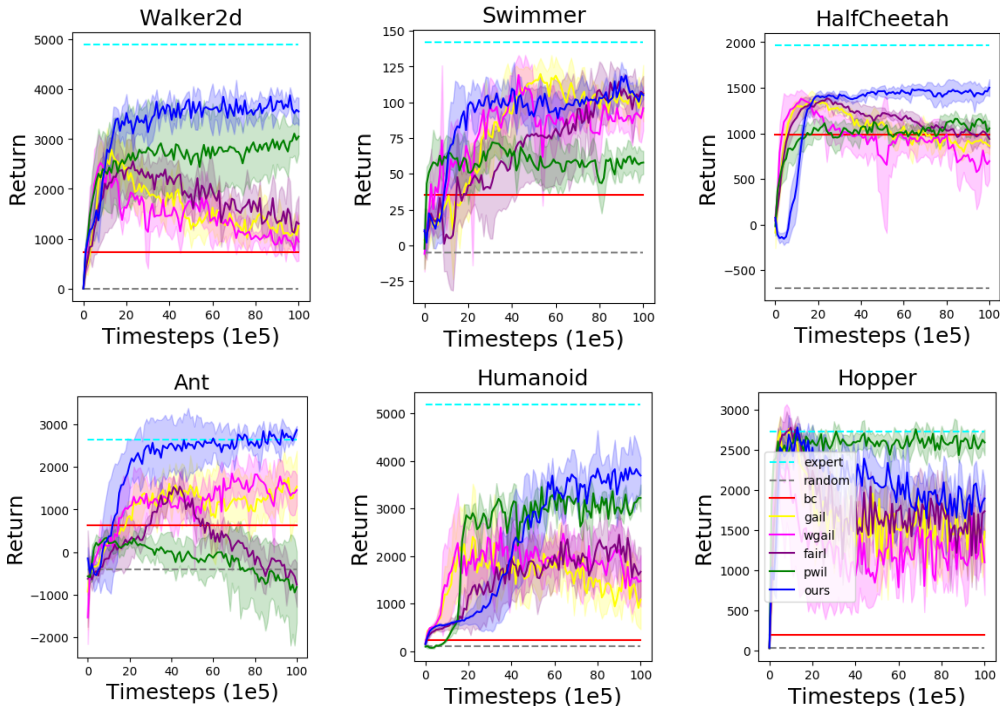 Walker2d
Return
5000
4000
3000
2000
1000
0
0 20 40 60 80 100
Timesteps (1e5)
Swimmer
Return
150
125
100
75
50
25
0
−25
0 20 40 60 80 100
Timesteps (1e5)
HalfCheetah
Return
2000
1500
1000
500
0
−500
0 20 40 60 80 100
Timesteps (1e5)
Ant
Return
3000
2000
1000
0
−1000
−2000
0 20 40 60 80 100
Timesteps (1e5)
Humanoid
Return
5000
4000
3000
2000
1000
0
0 20 40 60 80 100
Timesteps (1e5)
Hopper
Return
3000
2500
2000
1500
1000
500
0
expert
random
bc
gail
wgail
fairl
pwil
ours
0 20 40 60 80 100
Timesteps (1e5)